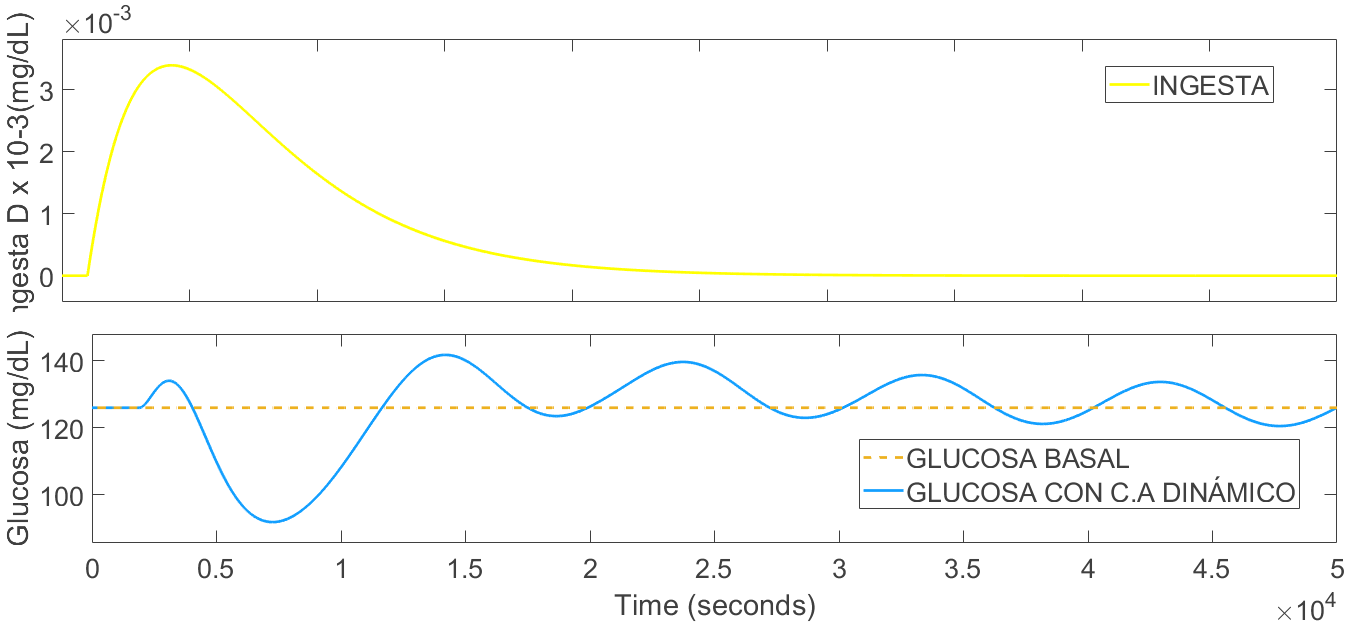 ×10-3
Ingesta D x 10-3(mg/dL)
3
2
1
0
INGESTA
Glucosa (mg/dL)
140
120
100
GLUCOSA BASAL
GLUCOSA CON C.A DINÁMICO
0 0.5 1 1.5 2 2.5 3 3.5 4 4.5 5
Time (seconds)
×104